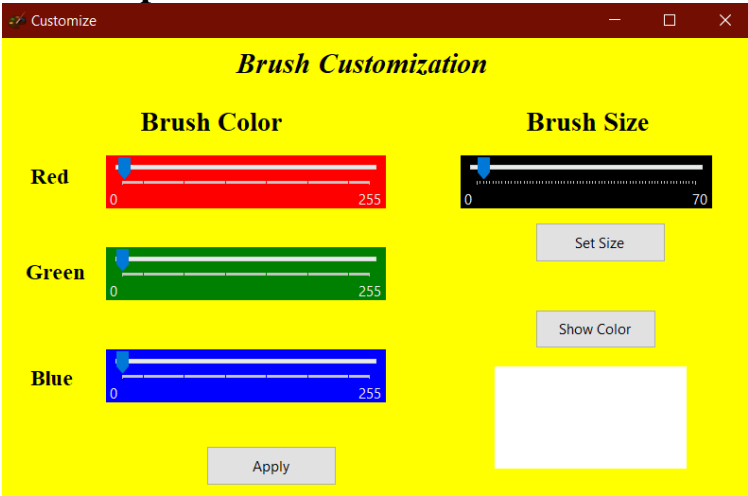 Customize
Brush Customization
Brush Color
Brush Size
Red
0 255
0 70
Set Size
Green
0 255
Show Color
Blue
0 255
Apply